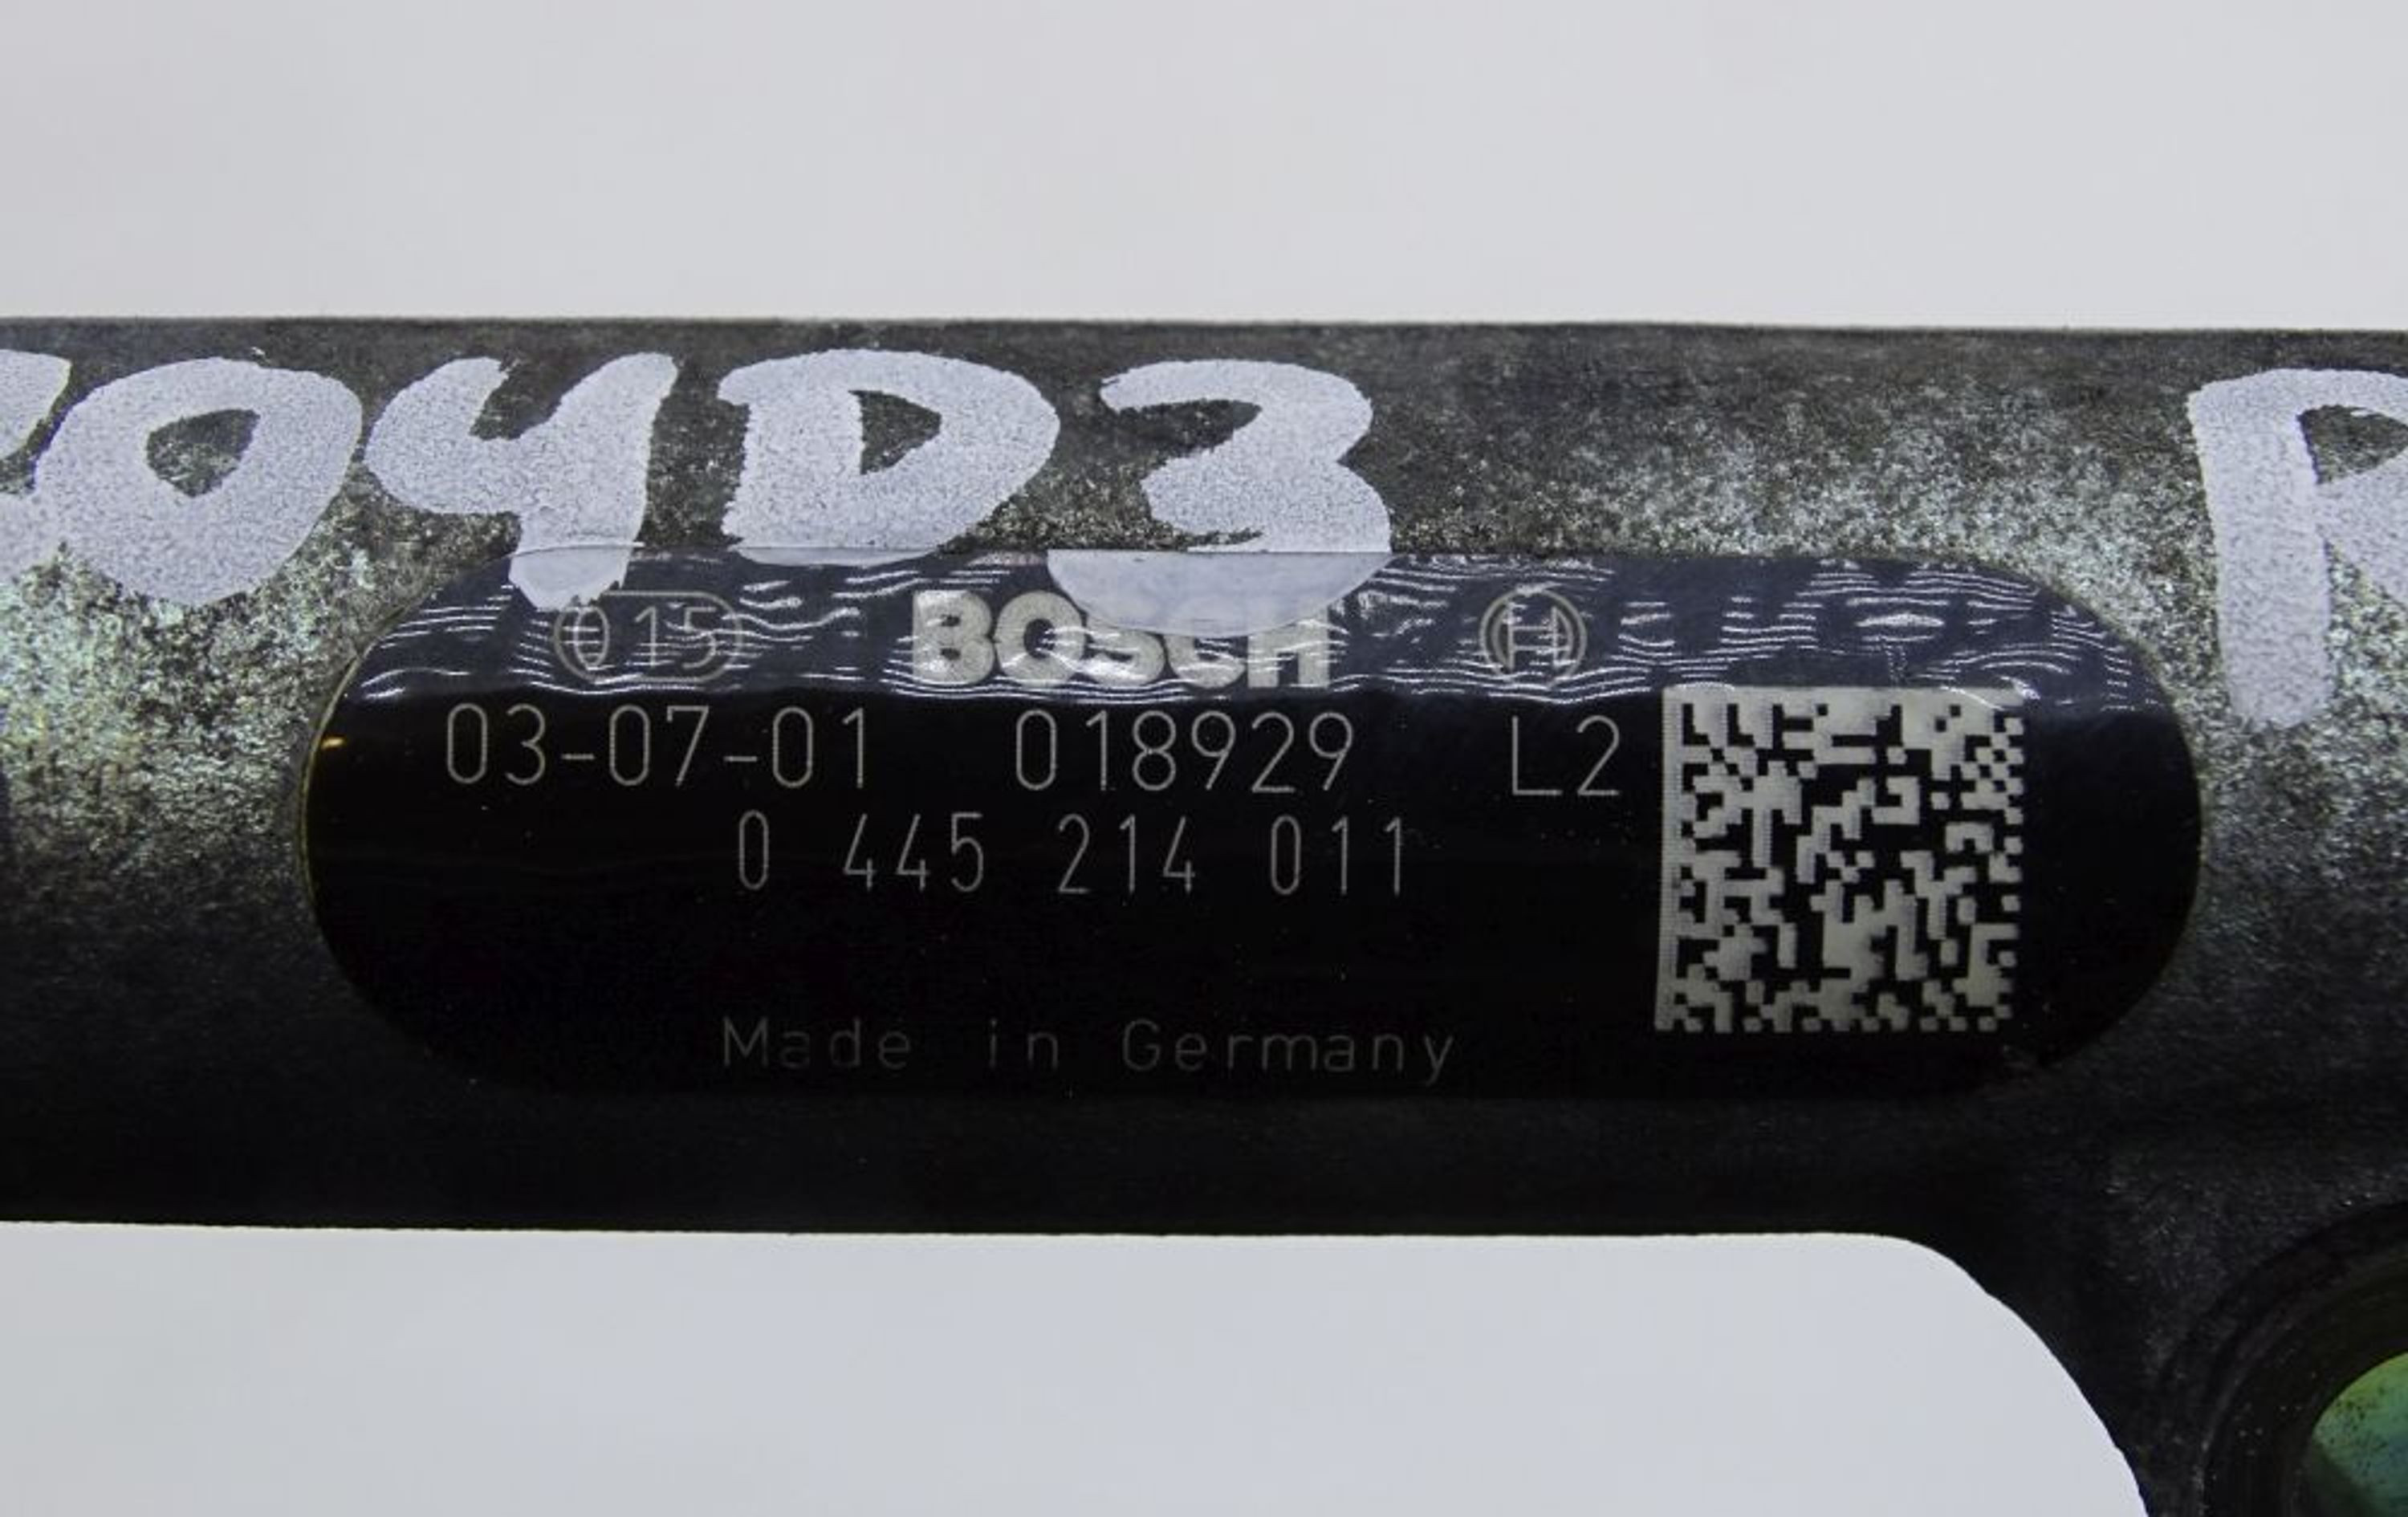 04D3 R
015 BOSCH H
03-07-01 018929 L2
0 445 214 011
Made in Germany